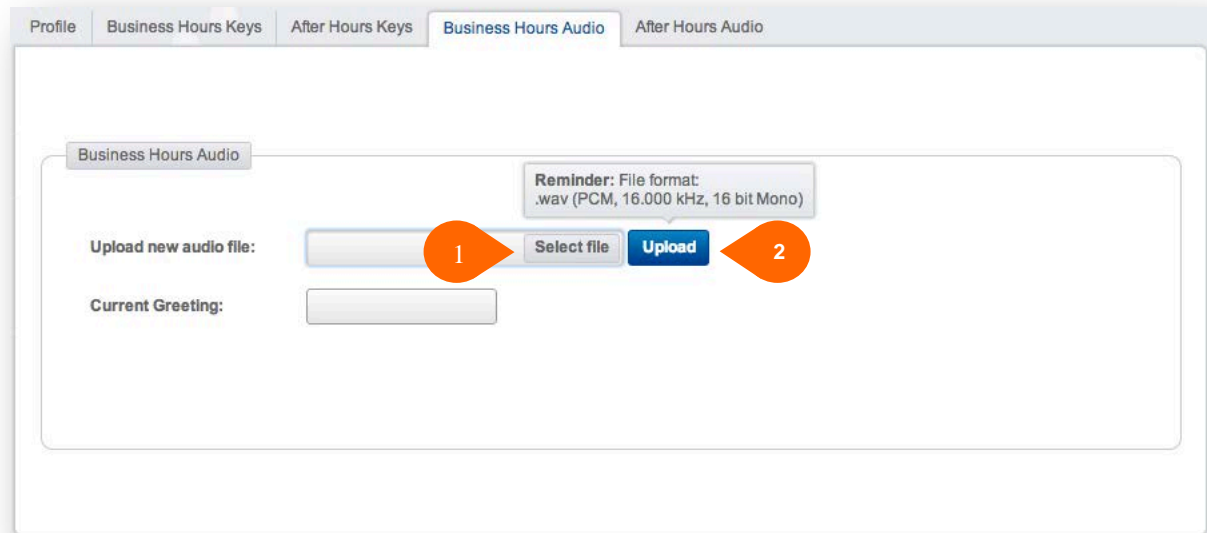 Profile Business Hours Keys After Hours Keys Business Hours Audio After Hours Audio
Business Hours Audio
Reminder: File format:
.wav (PCM, 16.000 kHz, 16 bit Mono)
Upload new audio file: 1 Select file Upload 2
Current Greeting: